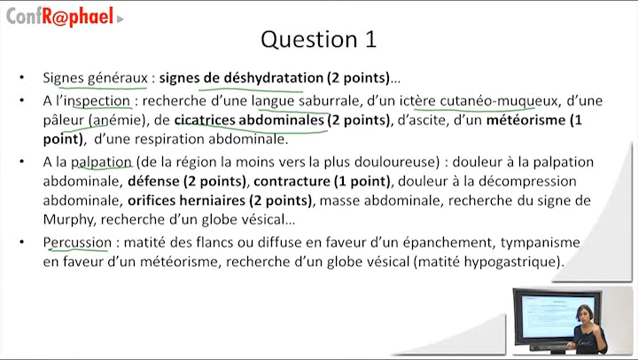 ConfR@phael
Question 1
• Signes généraux : signes de déshydratation (2 points)…
• A l'inspection : recherche d'une langue saburrale, d'un ictère cutanéo-muqueux, d'une
pâleur (anémie), de cicatrices abdominales (2 points), d'ascite, d'un météorisme (1
point), d'une respiration abdominale.
• A la palpation (de la région la moins vers la plus douloureuse) : douleur à la palpation
abdominale, défense (2 points), contracture (1 point), douleur à la décompression
abdominale, orifices herniaires (2 points), masse abdominale, recherche du signe de
Murphy, recherche d'un globe vésical…
• Percussion : matité des flancs ou diffuse en faveur d'un épanchement, tympanisme
en faveur d'un météorisme, recherche d'un globe vésical (matité hypogastrique).